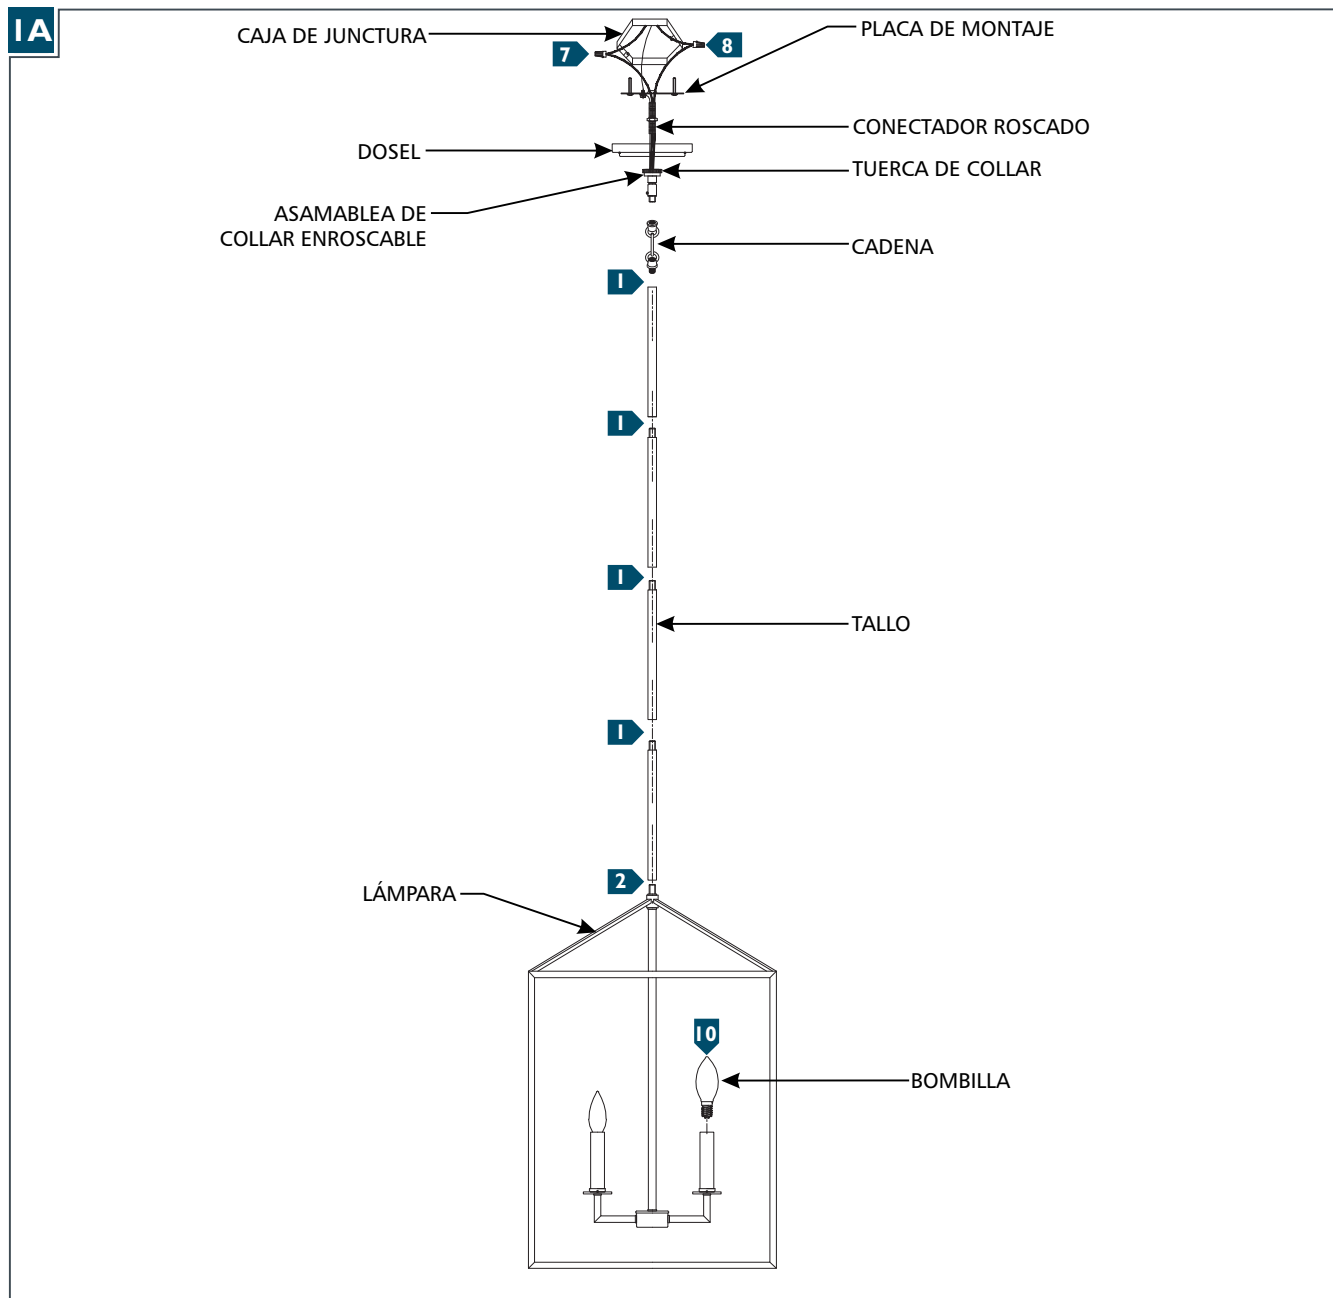 1A
CAJA DE JUNCTURA
PLACA DE MONTAJE
7
8
CONECTADOR ROSCADO
DOSEL
TUERCA DE COLLAR
ASAMABLEA DE
COLLAR ENROSCABLE
CADENA
1
1
1
TALLO
1
2
LÁMPARA
10
BOMBILLA